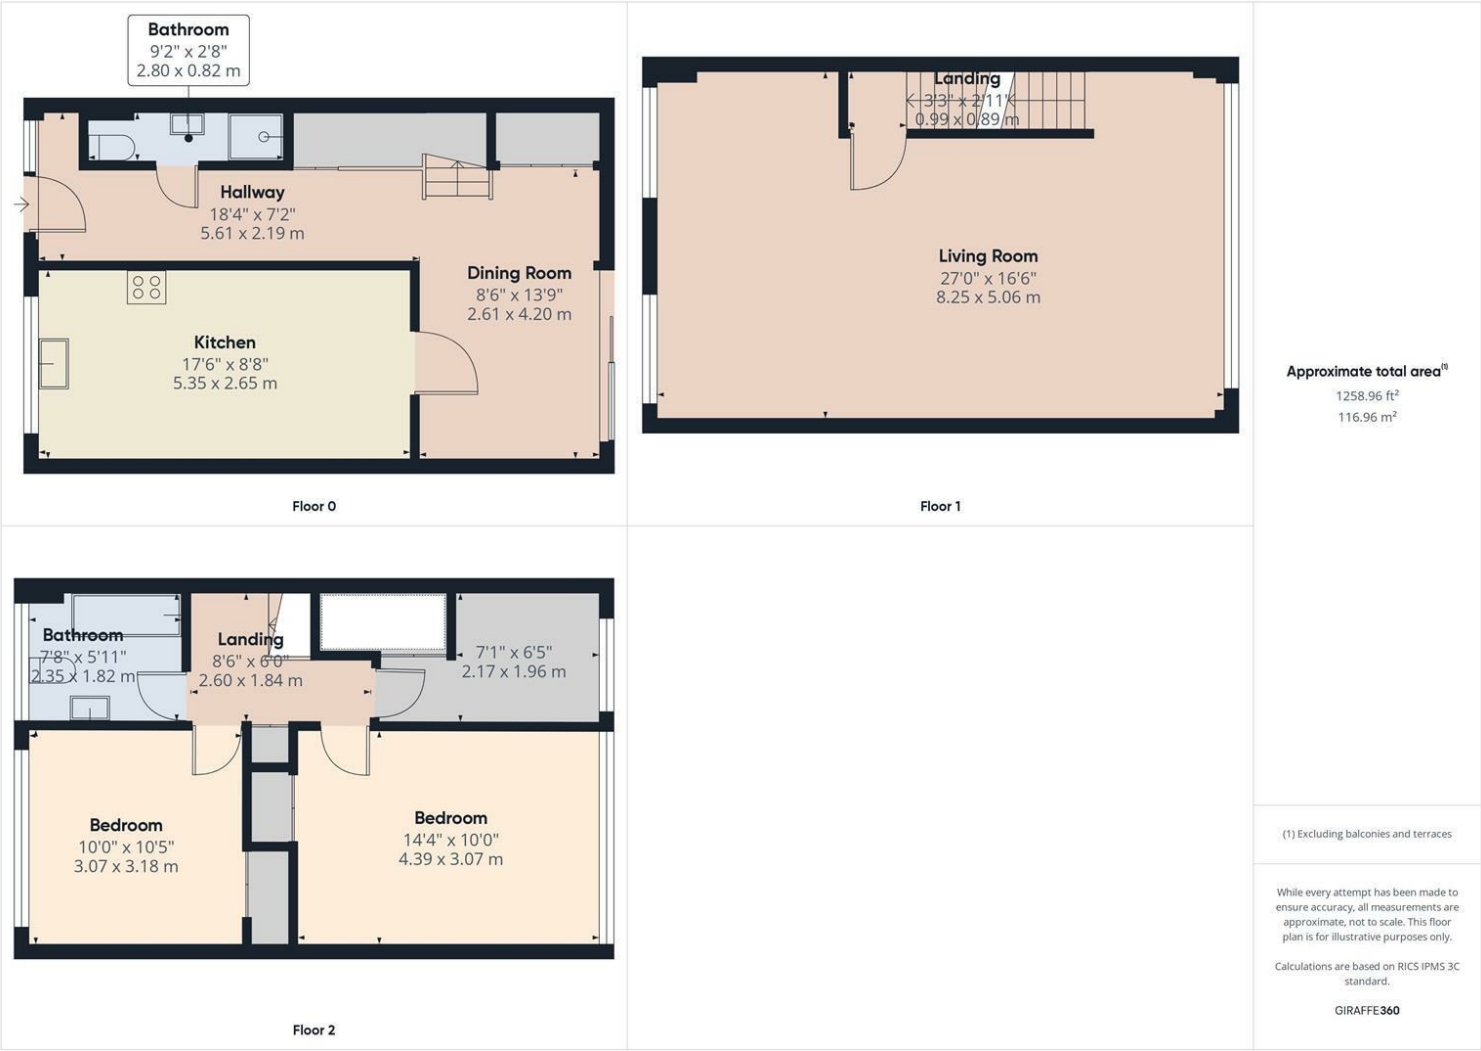 Bathroom
9'2" x 2'8"
2.80 x 0.82 m
Hallway
18'4" x 7'2"
5.61 x 2.19 m
Dining Room
8'6" x 13'9"
2.61 x 4.20 m
Kitchen
17'6" x 8'8"
5.35 x 2.65 m
Floor 0
Landing
3'3" x 2'11"
0.99 x 0.89 m
Living Room
27'0" x 16'6"
8.25 x 5.06 m
Floor 1
Approximate total area(1)
1258.96 ft²
116.96 m²
Bathroom
7'8" x 5'11"
2.35 x 1.82 m
Landing
8'6" x 6'0"
2.60 x 1.84 m
7'1" x 6'5"
2.17 x 1.96 m
Bedroom
10'0" x 10'5"
3.07 x 3.18 m
Bedroom
14'4" x 10'0"
4.39 x 3.07 m
Floor 2
(1) Excluding balconies and terraces
While every attempt has been made to
ensure accuracy, all measurements are
approximate, not to scale. This floor
plan is for illustrative purposes only.
Calculations are based on RICS IPMS 3C
standard.
GIRAFFE360